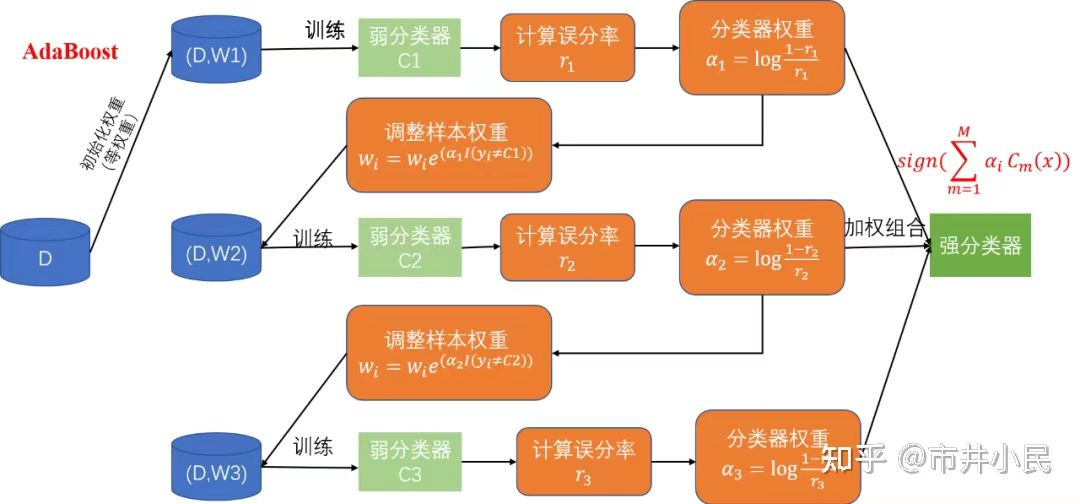 AdaBoost
(D,W1)
训练
弱分类器
C1
计算误分率
r₁
分类器权重
α₁ = log (1−r₁)/r₁
初始化权重
(等权重)
调整样本权重
wᵢ = wᵢe^(α₁I(yᵢ≠C1))
sign(∑_{m=1}^{M} αᵢ Cₘ(x))
D
(D,W2)
训练
弱分类器
C2
计算误分率
r₂
分类器权重
α₂ = log (1−r₂)/r₂
加权组合
强分类器
调整样本权重
wᵢ = wᵢe^(α₂I(yᵢ≠C2))
(D,W3)
训练
弱分类器
C3
计算误分率
r₃
分类器权重
α₃ = log 1−r/r₃
知乎 @市井小民